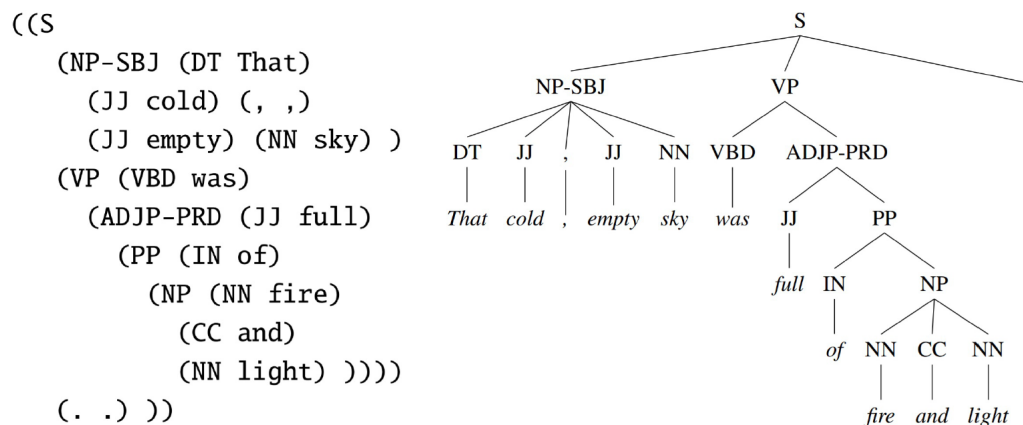 ((S
(NP-SBJ (DT That)
(JJ cold) (, ,)
(JJ empty) (NN sky) )
(VP (VBD was)
(ADJP-PRD (JJ full)
(PP (IN of)
(NP (NN fire)
(CC and)
(NN light) ))))
(. .) ))
S
NP-SBJ VP
DT JJ , JJ NN VBD ADJP-PRD
That cold , empty sky was JJ PP
full IN NP
of NN CC NN
fire and light